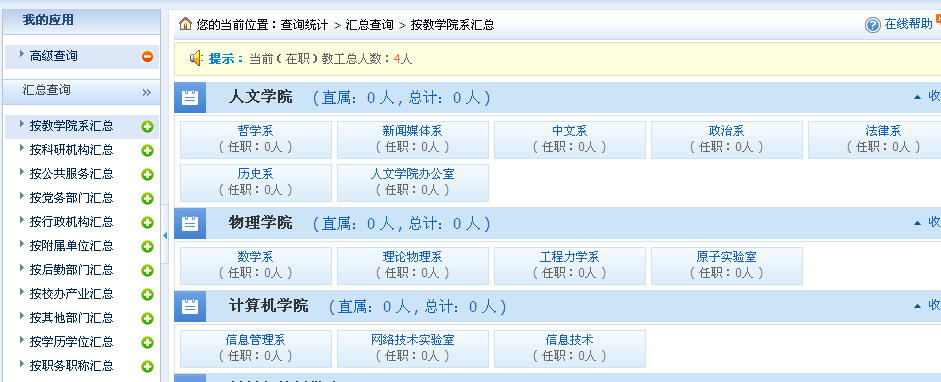 我的应用
高级查询
汇总查询
按教学院系汇总
按科研机构汇总
按公共服务汇总
按党务部门汇总
按行政机构汇总
按附属单位汇总
按后勤部门汇总
按校办产业汇总
按其他部门汇总
按学历学位汇总
按职务职称汇总
您的当前位置：查询统计 > 汇总查询 > 按教学院系汇总
在线帮助
提示：当前（在职）教工总人数：4人
人文学院 （直属：0 人 , 总计：0 人 ） 收
哲学系 新闻媒体系 中文系 政治系 法律系
（ 任职：0人 ） （ 任职：0人 ） （ 任职：0人 ） （ 任职：0人 ） （ 任职：0人 ）
历史系 人文学院办公室
（ 任职：0人 ） （ 任职：0人 ）
物理学院 （直属：0 人 , 总计：0 人 ） 收
数学系 理论物理系 工程力学系 原子实验室
（ 任职：0人 ） （ 任职：0人 ） （ 任职：0人 ） （ 任职：0人 ）
计算机学院 （直属：0 人 , 总计：0 人 ） 收
信息管理系 网络技术实验室 信息技术
（ 任职：0人 ） （ 任职：0人 ） （ 任职：0人 ）